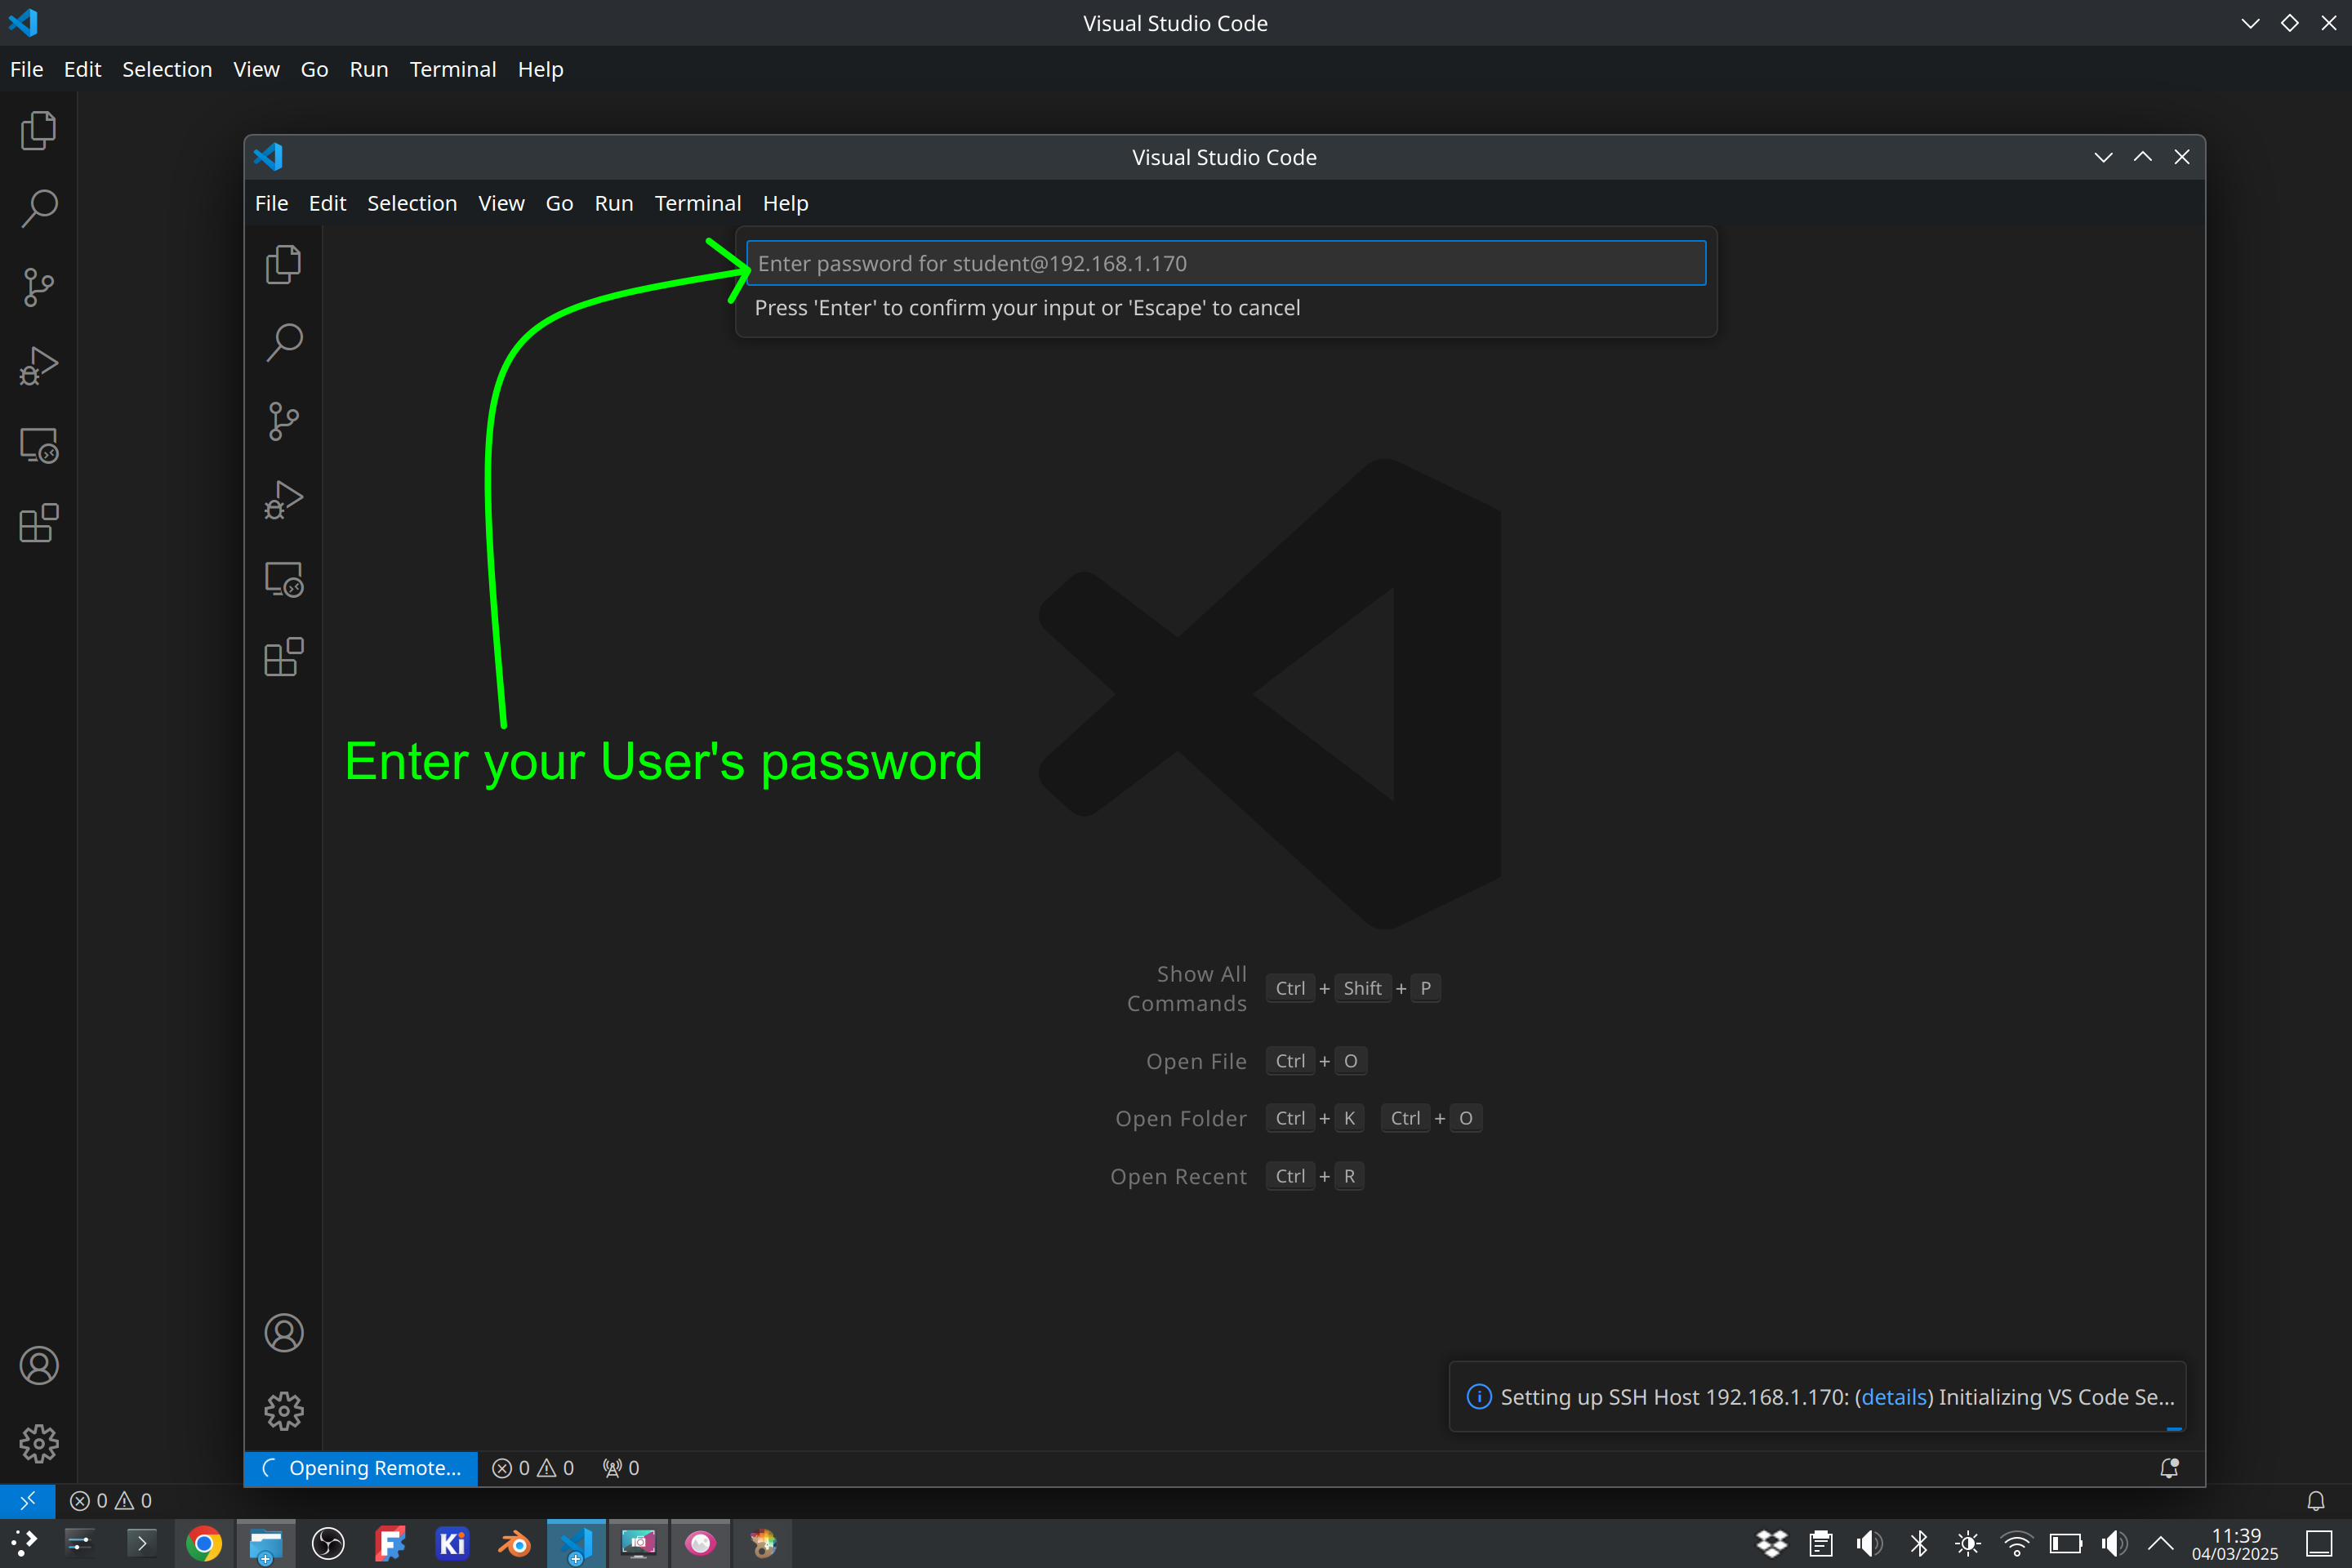 Visual Studio Code
File Edit Selection View Go Run Terminal Help
Visual Studio Code
File Edit Selection View Go Run Terminal Help
Enter password for student@192.168.1.170
Press 'Enter' to confirm your input or 'Escape' to cancel
Enter your User's password
Show All
Commands
Ctrl + Shift + P
Open File Ctrl + O
Open Folder Ctrl + K Ctrl + O
Open Recent Ctrl + R
Setting up SSH Host 192.168.1.170: (details) Initializing VS Code Se...
Opening Remote... 0 0 0
0 0
Ki
11:39
04/03/2025